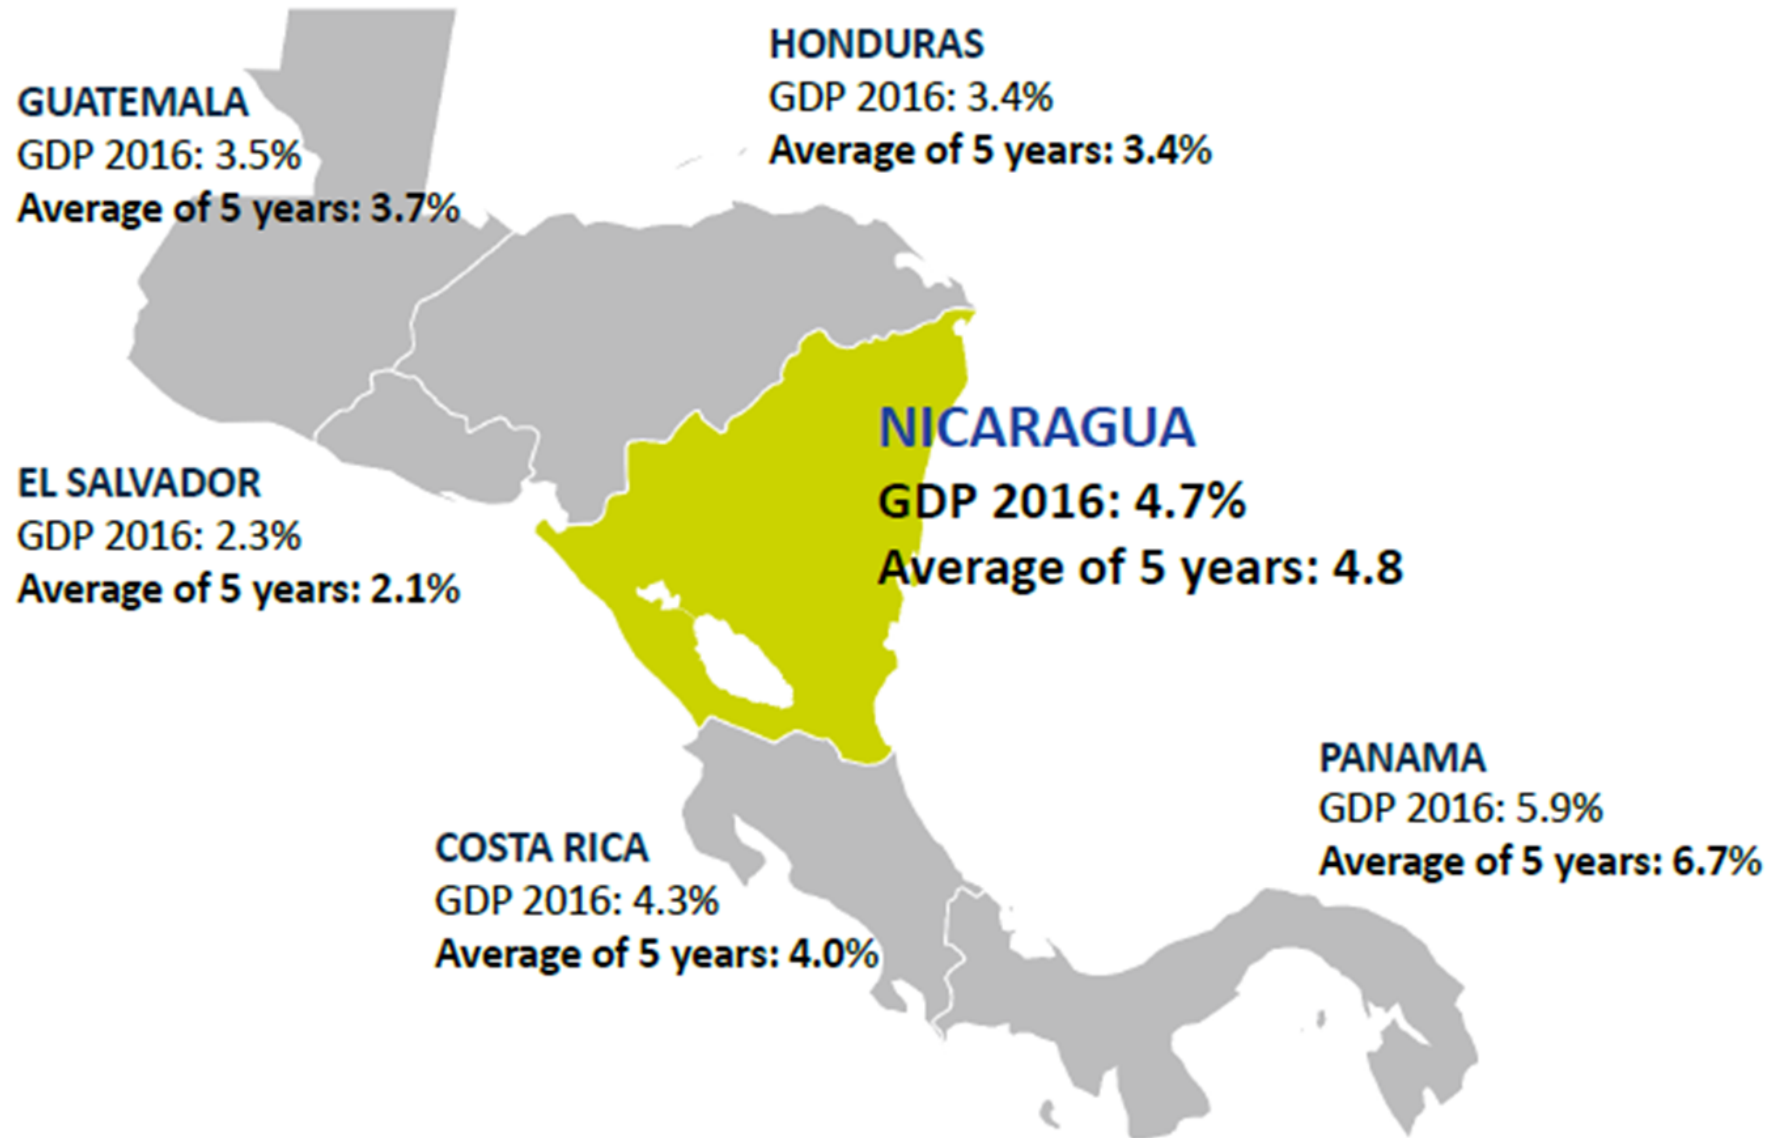 HONDURAS
GDP 2016: 3.4%
Average of 5 years: 3.4%
GUATEMALA
GDP 2016: 3.5%
Average of 5 years: 3.7%
NICARAGUA
GDP 2016: 4.7%
Average of 5 years: 4.8
EL SALVADOR
GDP 2016: 2.3%
Average of 5 years: 2.1%
PANAMA
GDP 2016: 5.9%
Average of 5 years: 6.7%
COSTA RICA
GDP 2016: 4.3%
Average of 5 years: 4.0%